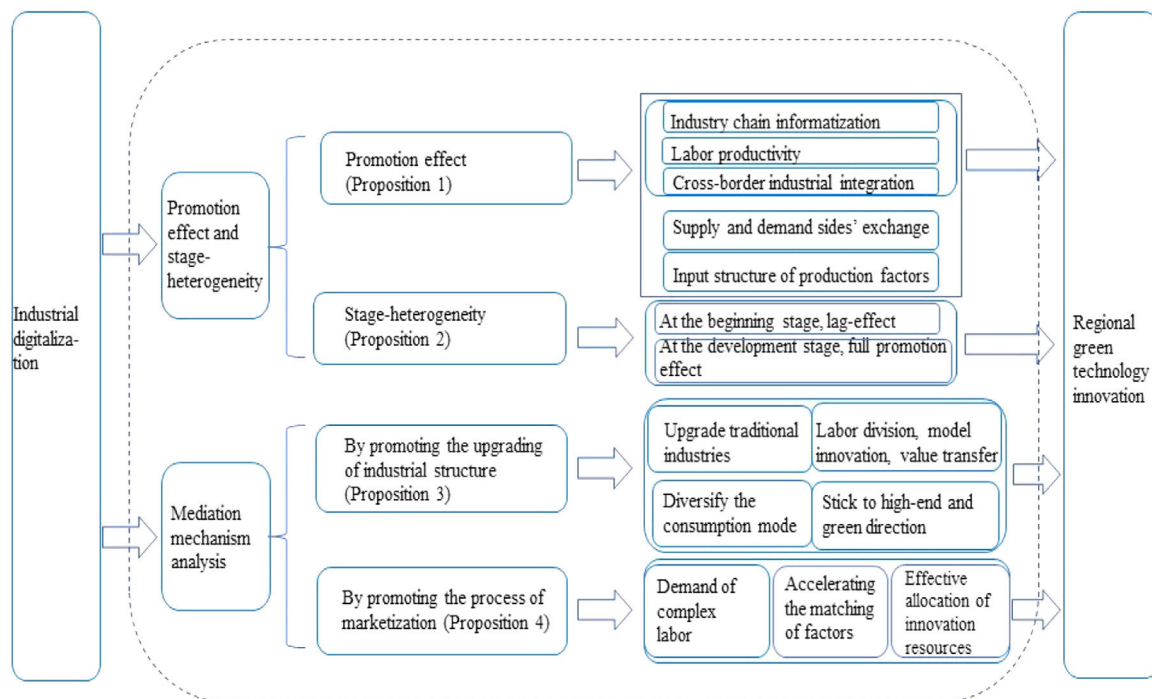 Industrial
digitaliza-
tion
Promotion
effect and
stage-
heterogeneity
Promotion effect
(Proposition 1)
Industry chain informatization
Labor productivity
Cross-border industrial integration
Supply and demand sides’ exchange
Input structure of production factors
Stage-heterogeneity
(Proposition 2)
At the beginning stage, lag-effect
At the development stage, full promotion
effect
Mediation
mechanism
analysis
By promoting the upgrading
of industrial structure
(Proposition 3)
Upgrade traditional
industries
Labor division, model
innovation, value transfer
Diversify the
consumption mode
Stick to high-end and
green direction
By promoting the process of
marketization (Proposition 4)
Demand of
complex
labor
Accelerating
the matching
of factors
Effective
allocation of
innovation
resources
Regional
green
technology
innovation